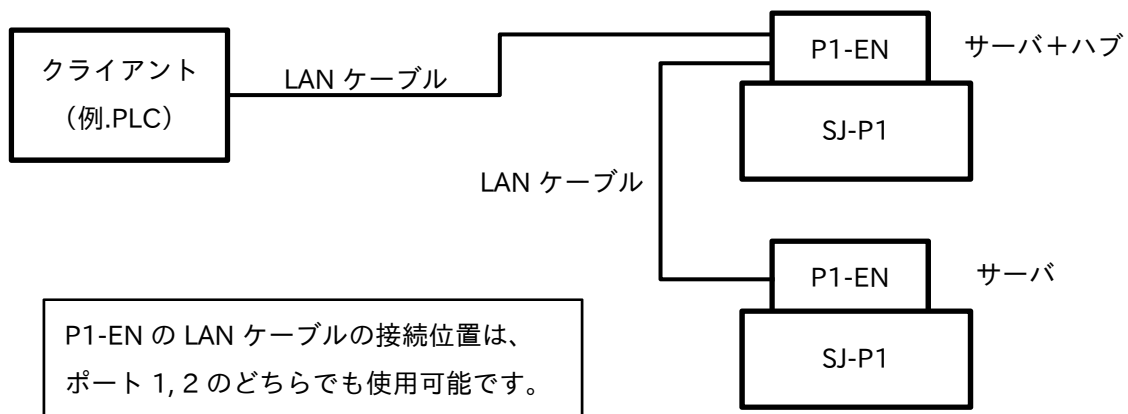 クライアント
（例.PLC）
LAN ケーブル
P1-EN
サーバ＋ハブ
SJ-P1
LAN ケーブル
P1-EN
サーバ
SJ-P1
P1-EN の LAN ケーブルの接続位置は、
ポート 1, 2 のどちらでも使用可能です。